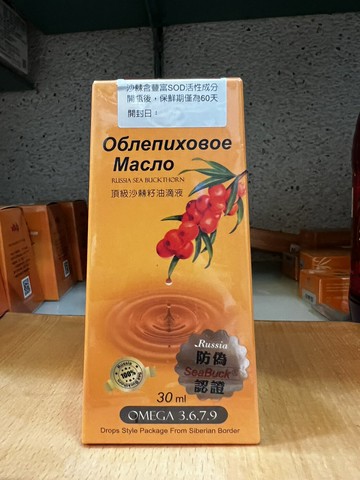 沙棘含豐富SOD活性成分
開瓶後，保鮮期僅為60天
開封日：
Облепиховое
Масло
RUSSIA SEA BUCKTHORN
頂級沙棘籽油滴液
Russia
防偽
SeaBuck
認證
100%
30 ml
OMEGA 3.6.7.9
Drops Style Package From Siberian Border